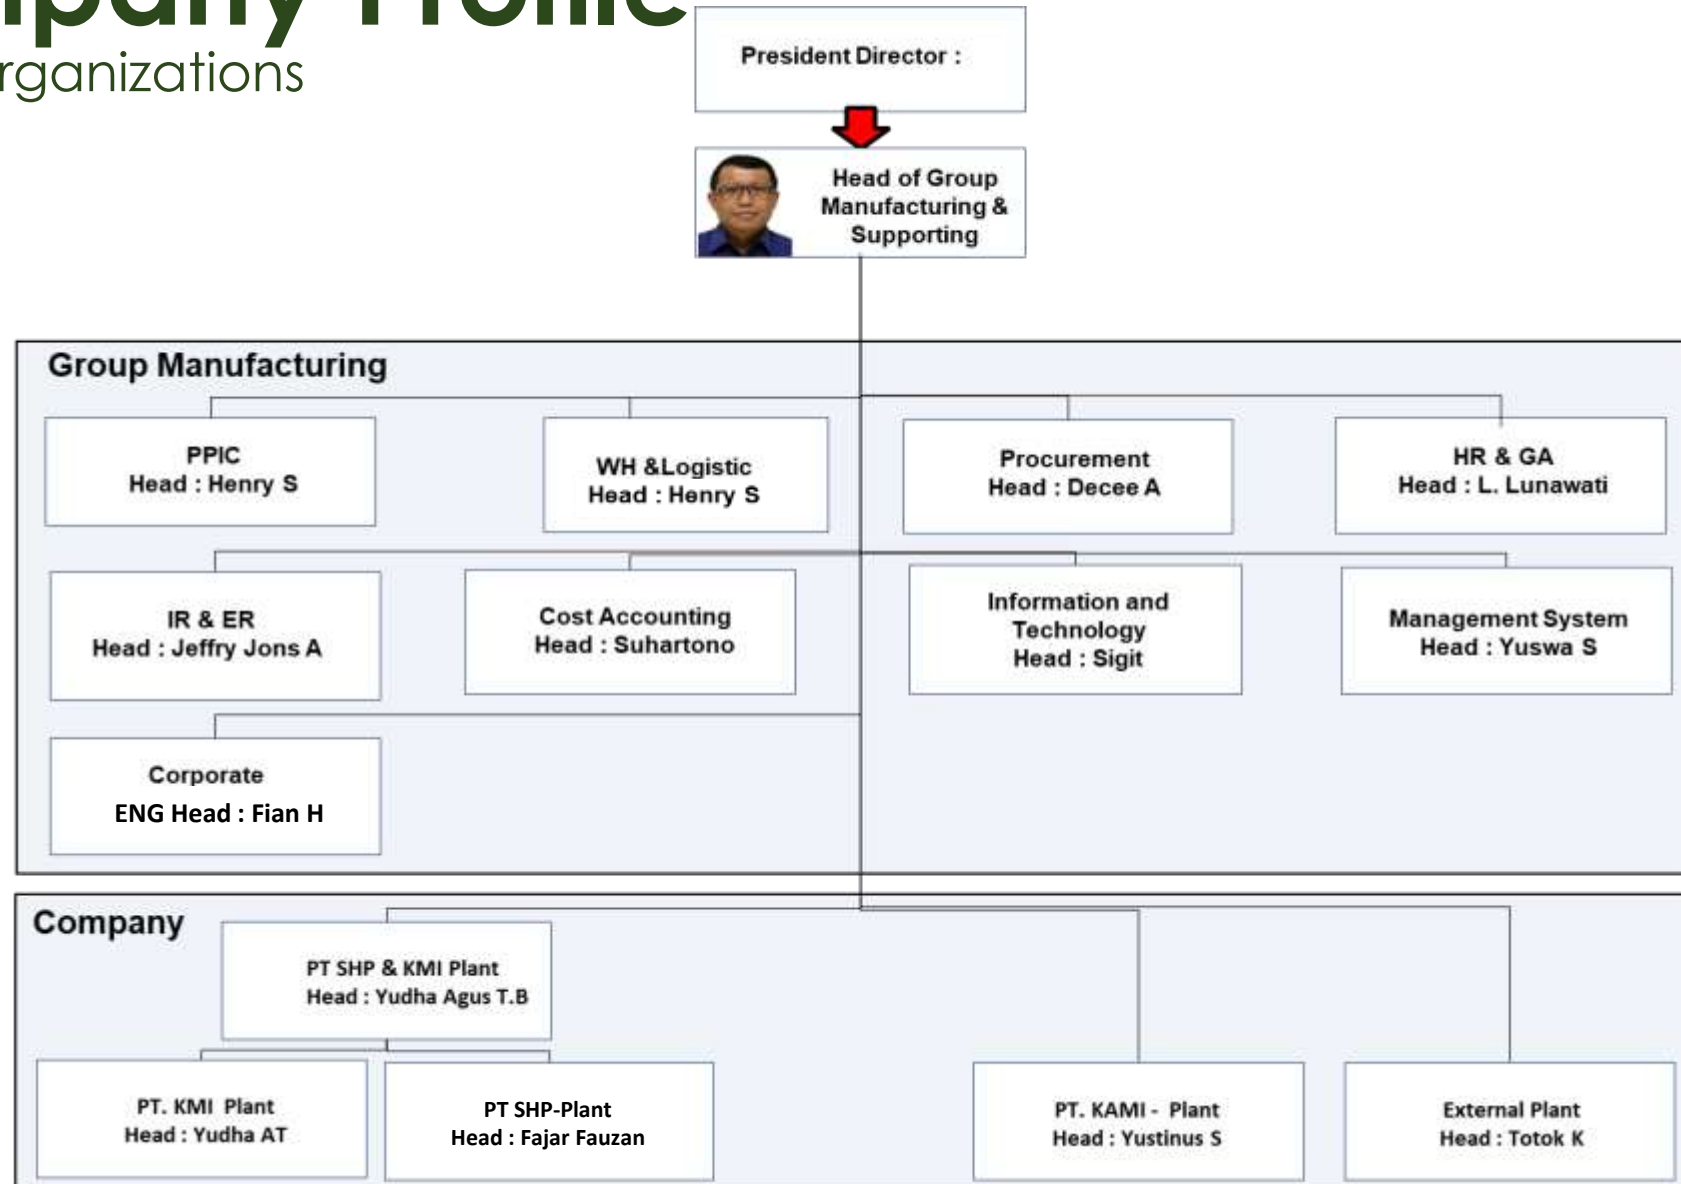 mpany Profile
rganizations
President Director :
Head of Group
Manufacturing &
Supporting
Group Manufacturing
PPIC
Head : Henry S
WH &Logistic
Head : Henry S
Procurement
Head : Decee A
HR & GA
Head : L. Lunawati
IR & ER
Head : Jeffry Jons A
Cost Accounting
Head : Suhartono
Information and
Technology
Head : Sigit
Management System
Head : Yuswa S
Corporate
ENG Head : Fian H
Company
PT SHP & KMI Plant
Head : Yudha Agus T.B
PT. KMI Plant
Head : Yudha AT
PT SHP-Plant
Head : Fajar Fauzan
PT. KAMI - Plant
Head : Yustinus S
External Plant
Head : Totok K